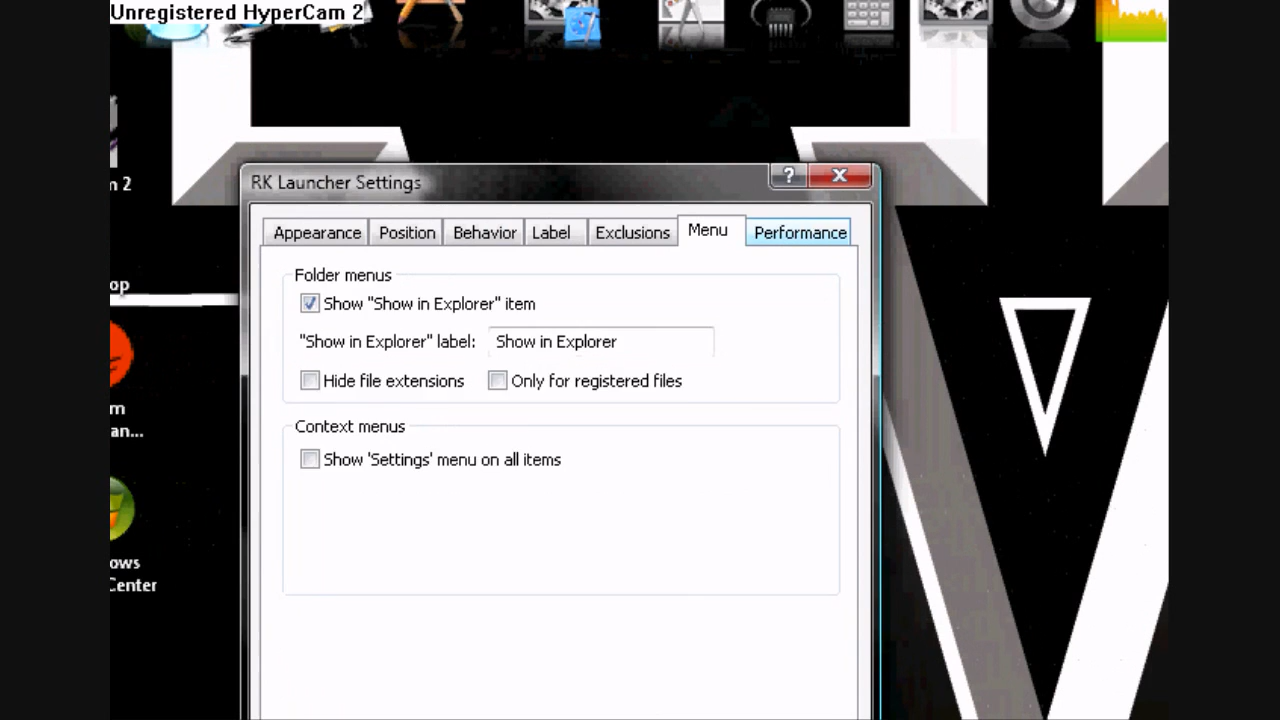 Unregistered HyperCam 2
RK Launcher Settings
?
Appearance Position Behavior Label Exclusions Menu Performance
Folder menus
Show "Show in Explorer" item
"Show in Explorer" label: Show in Explorer
Hide file extensions Only for registered files
Context menus
Show 'Settings' menu on all items
2
op
m
an...
ows
Center